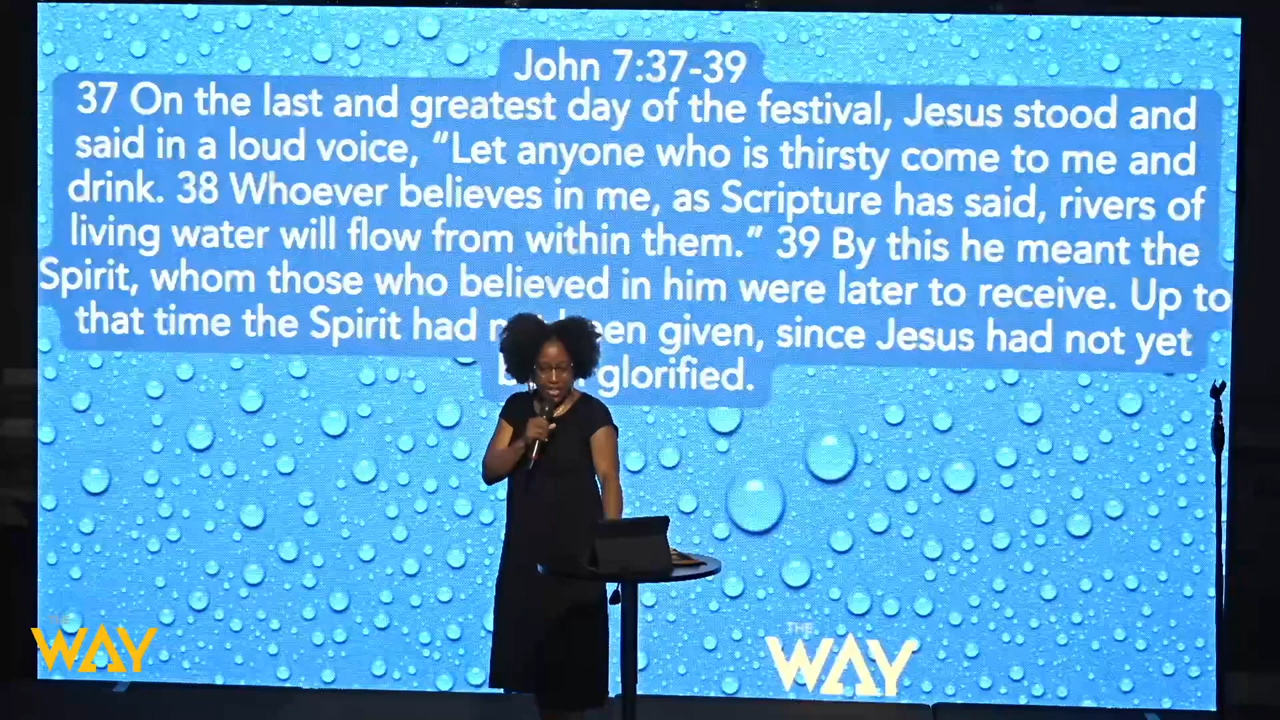 John 7:37-39
37 On the last and greatest day of the festival, Jesus stood and
said in a loud voice, “Let anyone who is thirsty come to me and
drink. 38 Whoever believes in me, as Scripture has said, rivers of
living water will flow from within them.” 39 By this he meant the
Spirit, whom those who believed in him were later to receive. Up to
that time the Spirit had been given, since Jesus had not yet
glorified.
THE
WAY
THE
WAY